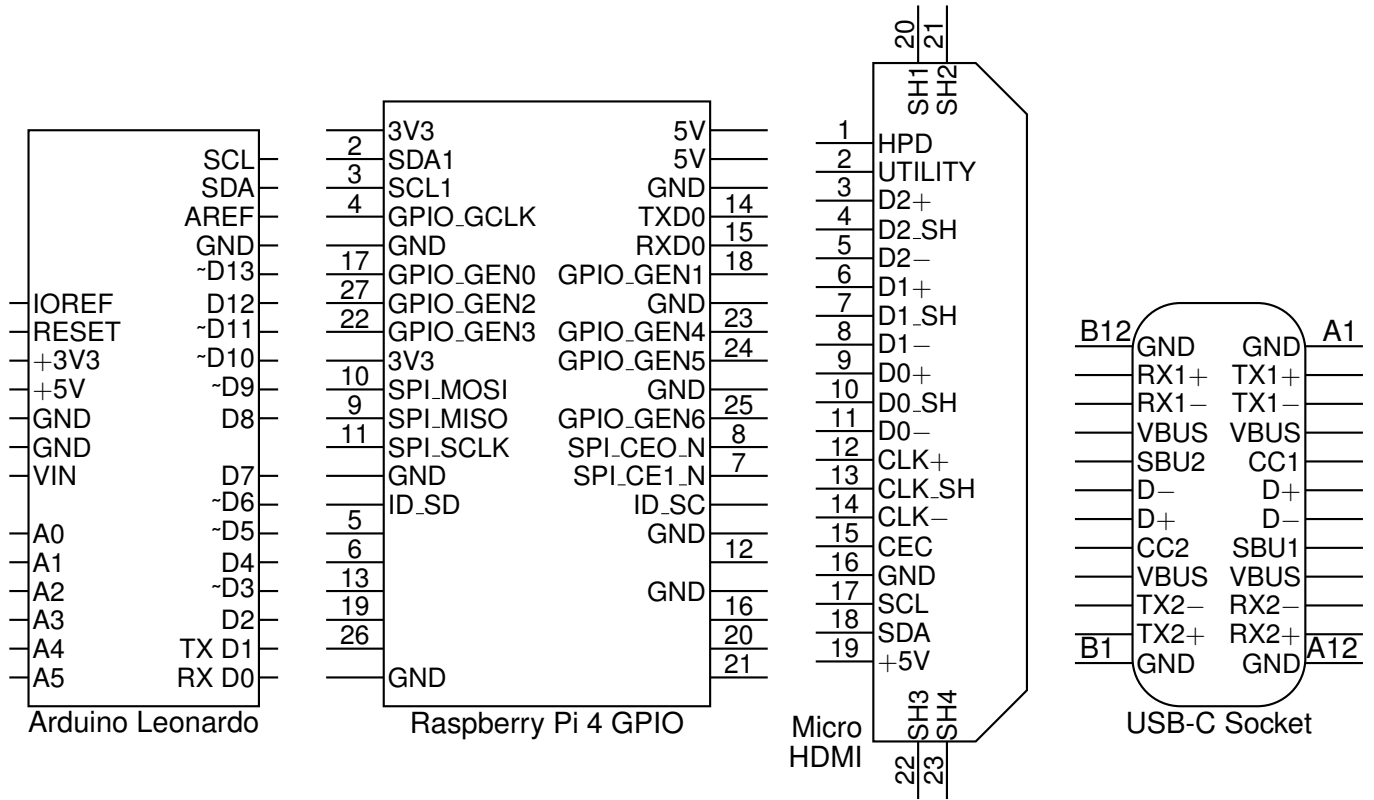 SCL
SDA
AREF
GND
~D13
IOREF D12
RESET ~D11
+3V3 ~D10
+5V ~D9
GND D8
GND
VIN D7
~D6
A0 ~D5
A1 D4
A2 ~D3
A3 D2
A4 TX D1
A5 RX D0
Arduino Leonardo
3V3 5V
2 SDA1 5V
3 SCL1 GND
4 GPIO_GCLK TXD0 14
GND RXD0 15
17 GPIO_GEN0 GPIO_GEN1 18
27 GPIO_GEN2 GND
22 GPIO_GEN3 GPIO_GEN4 23
3V3 GPIO_GEN5 24
10 SPI_MOSI GND
9 SPI_MISO GPIO_GEN6 25
11 SPI_SCLK SPI_CEO_N 8
GND SPI_CE1_N 7
ID_SD ID_SC
5 GND
6 12
13 GND
19 16
26 20
GND 21
Raspberry Pi 4 GPIO
20 21
SH1 SH2
1 HPD
2 UTILITY
3 D2+
4 D2_SH
5 D2−
6 D1+
7 D1_SH
8 D1−
9 D0+
10 D0_SH
11 D0−
12 CLK+
13 CLK_SH
14 CLK−
15 CEC
16 GND
17 SCL
18 SDA
19 +5V
SH3 SH4
22 23
Micro
HDMI
B12 GND GND A1
RX1+ TX1+
RX1− TX1−
VBUS VBUS
SBU2 CC1
D− D+
D+ D−
CC2 SBU1
VBUS VBUS
TX2− RX2−
TX2+ RX2+
B1 GND GND A12
USB-C Socket